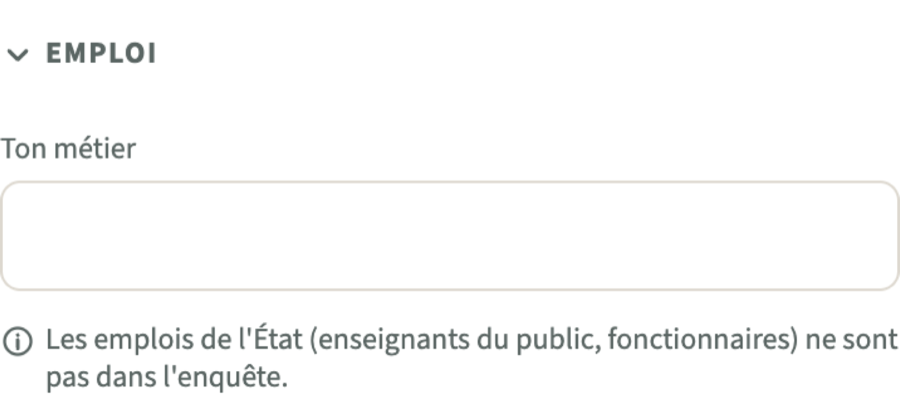 EMPLOI
Ton métier
Les emplois de l'État (enseignants du public, fonctionnaires) ne sont
pas dans l'enquête.